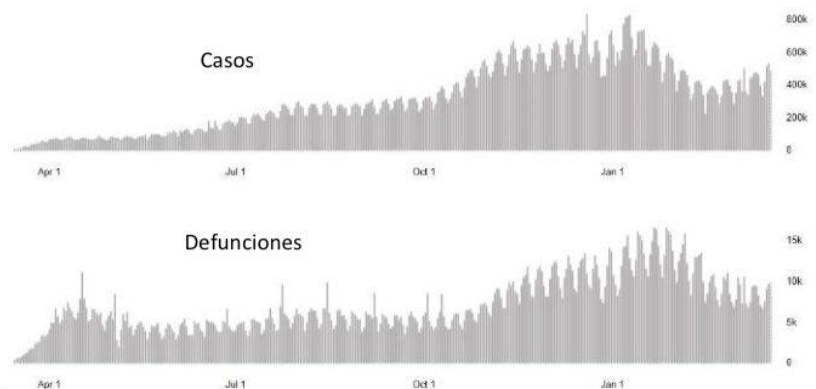 Casos
800k
600k
400k
200k
0
Apr 1 Jul 1 Oct 1 Jan 1
Defunciones
15k
10k
5k
0
Apr 1 Jul 1 Oct 1 Jan 1